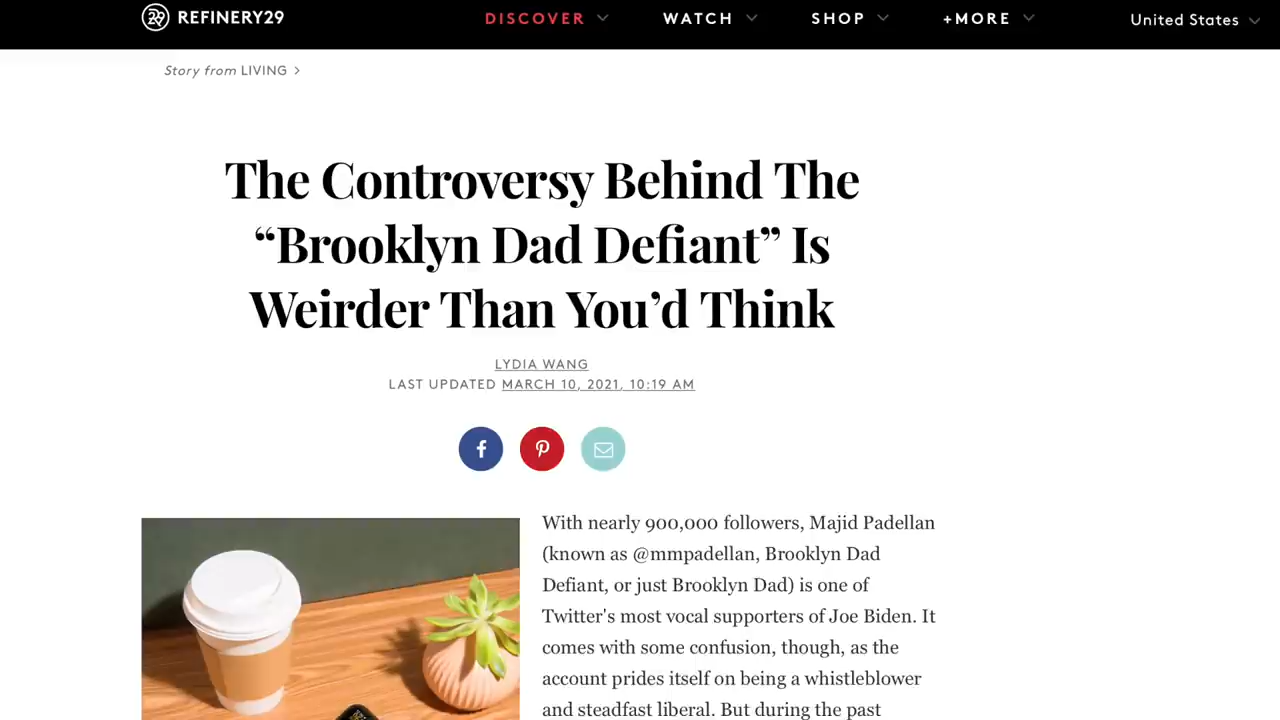 REFINERY29
DISCOVER
WATCH
SHOP
+MORE
United States
Story from LIVING >
The Controversy Behind The
“Brooklyn Dad Defiant” Is
Weirder Than You’d Think
LYDIA WANG
LAST UPDATED MARCH 10, 2021, 10:19 AM
With nearly 900,000 followers, Majid Padellan
(known as @mmpadellan, Brooklyn Dad
Defiant, or just Brooklyn Dad) is one of
Twitter's most vocal supporters of Joe Biden. It
comes with some confusion, though, as the
account prides itself on being a whistleblower
and steadfast liberal. But during the past